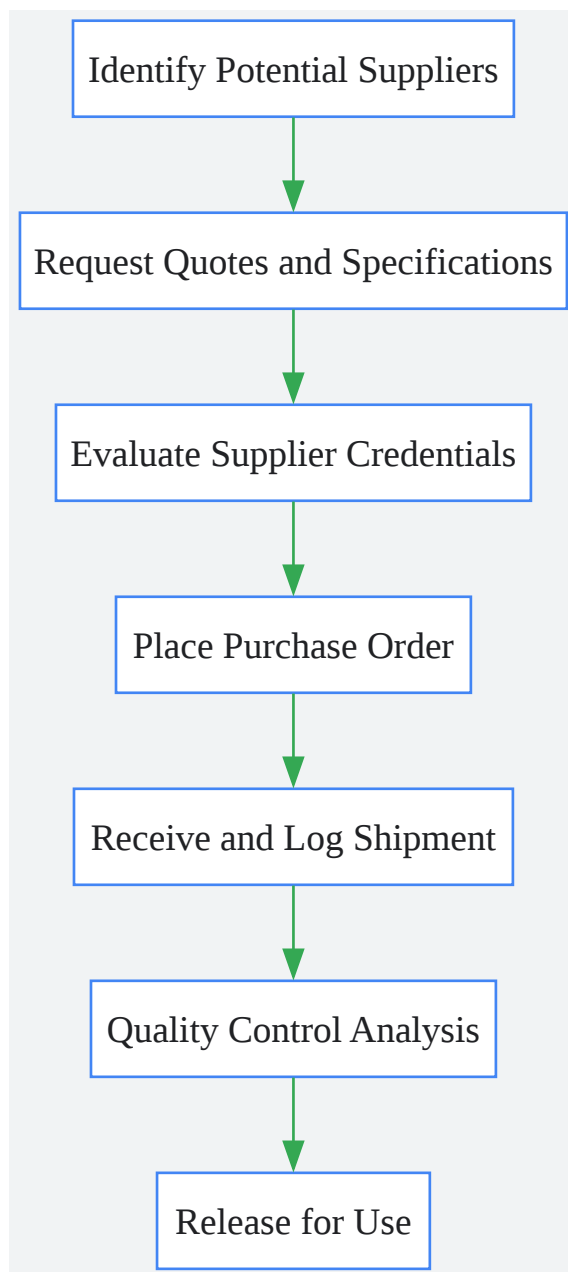 Identify Potential Suppliers
Request Quotes and Specifications
Evaluate Supplier Credentials
Place Purchase Order
Receive and Log Shipment
Quality Control Analysis
Release for Use